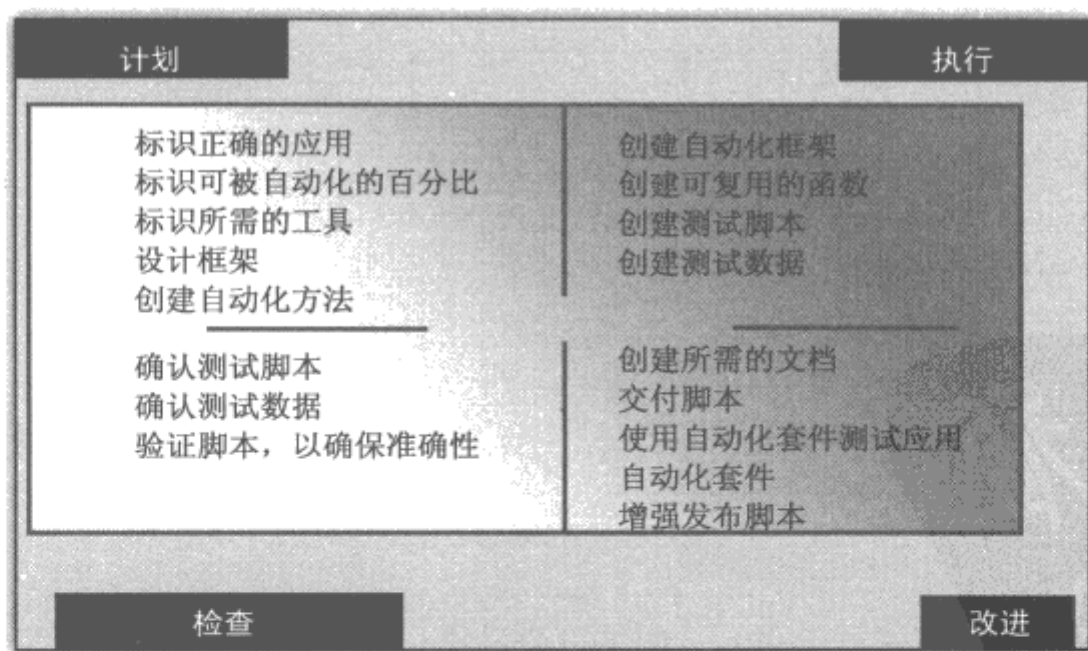 计划
执行
标识正确的应用
标识可被自动化的百分比
标识所需的工具
设计框架
创建自动化方法
创建自动化框架
创建可复用的函数
创建测试脚本
创建测试数据
确认测试脚本
确认测试数据
验证脚本，以确保准确性
创建所需的文档
交付脚本
使用自动化套件测试应用
自动化套件
增强发布脚本
检查
改进